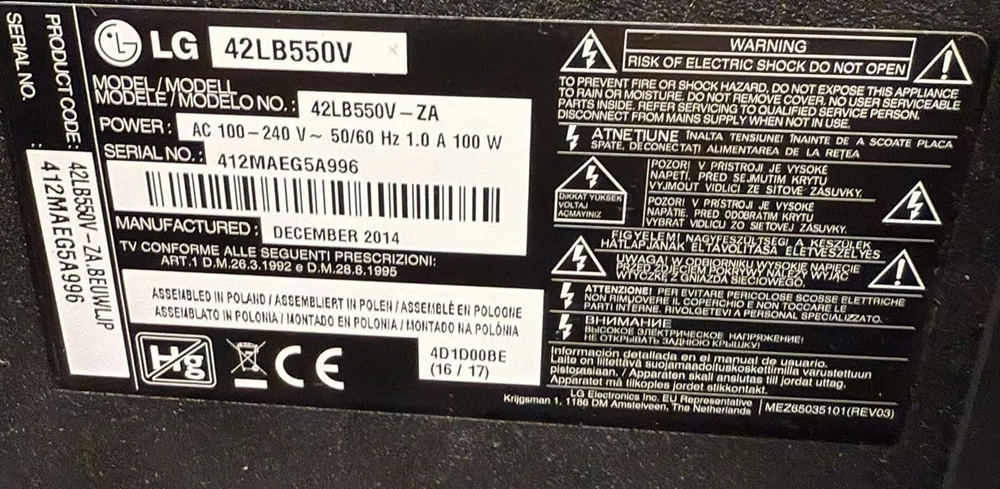 SERIAL NO. : 412MAEG5A996
PRODUCT CODE : 42LB550V-ZA.BEUWLJP
LG 42LB550V
MODEL/MODELL
MODELE/MODELO NO. : 42LB550V-ZA
POWER : AC 100-240 V~ 50/60 Hz 1.0 A 100 W
SERIAL NO. : 412MAEG5A996
MANUFACTURED : DECEMBER 2014
TV CONFORME ALLE SEGUENTI PRESCRIZIONI:
ART.1 D.M.26.3.1992 e D.M.28.8.1995
ASSEMBLED IN POLAND / ASSEMBLIERT IN POLEN / ASSEMBLÉ EN POLOGNE
ASSEMBLATO IN POLONIA / MONTADO EN POLONIA / MONTADO NA POLÓNIA
Hg
CE
4D1D00BE
(16 / 17)
WARNING
RISK OF ELECTRIC SHOCK DO NOT OPEN
TO PREVENT FIRE OR SHOCK HAZARD, DO NOT EXPOSE THIS APPLIANCE
TO RAIN OR MOISTURE. DO NOT REMOVE COVER. NO USER SERVICEABLE
PARTS INSIDE. REFER SERVICING TO QUALIFIED SERVICE PERSON.
DISCONNECT FROM MAINS SUPPLY WHEN NOT IN USE.
ATNEŢIUNE ÎNALTA TENSIUNE! ÎNAINTE DE A SCOATE PLACA
SPATE, DECONECTAŢI ALIMENTAREA DE LA REŢEA
DİKKAT YUKSEK
VOLTAJ
AÇMAYINIZ
POZOR! V PRÍSTROJI JE VYSOKÉ
NAPĚTÍ, PŘED SEJMUTÍM KRYTU
VYJMOUT VIDLICI ZE SÍŤOVÉ ZÁSUVKY.
POZOR! V PRÍSTROJI JE VYSOKÉ
NAPÄTIE, PRED ODOBRATÍM KRYTU
VYBRAŤ VIDLICU ZO SIEŤOVEJ ZÁSUVKY.
FIGYELEM! NAGYFESZÜLTSÉG! A KÉSZÜLÉK
HÁTLAPJÁNAK ELTÁVOLÍTÁSA ÉLETVESZÉLYES
UWAGA! W ODBIORNIKU WYSOKIE NAPIĘCIE
PRZED ZDJĘCIEM POKRYWY NALEŻY WYJĄĆ
WTYCZKĘ Z GNIAZDA SIECIOWEGO.
ATTENZIONE! PER EVITARE PERICOLOSE SCOSSE ELETTRICHE
NON RIMUOVERE IL COPERCHIO E NON TOCCARE LE
PARTI INTERNE. RIVOLGETEVI A PERSONAL SPECIALIZZATO.
ВНИМАНИЕ
ВЫСОКОЕ ЭЛЕКТРИЧЕСКОЕ НАПРЯЖЕНИЕ!
НЕ ОТКРЫВАТЬ ЗАДНЮЮ КРЫШКУ!
Información detallada en el manual de usuario.
Laite on liitettävä suojamaadoituskoskettimilla varustettuun
pistorasiaan. / Apparaten skall anslutas till jordat uttag.
Apparatet må tilkoples jordet stikkontakt.
LG Electronics Inc. EU Representative
Krijgsman 1, 1186 DM Amstelveen, The Netherlands
MEZ65035101(REV03)